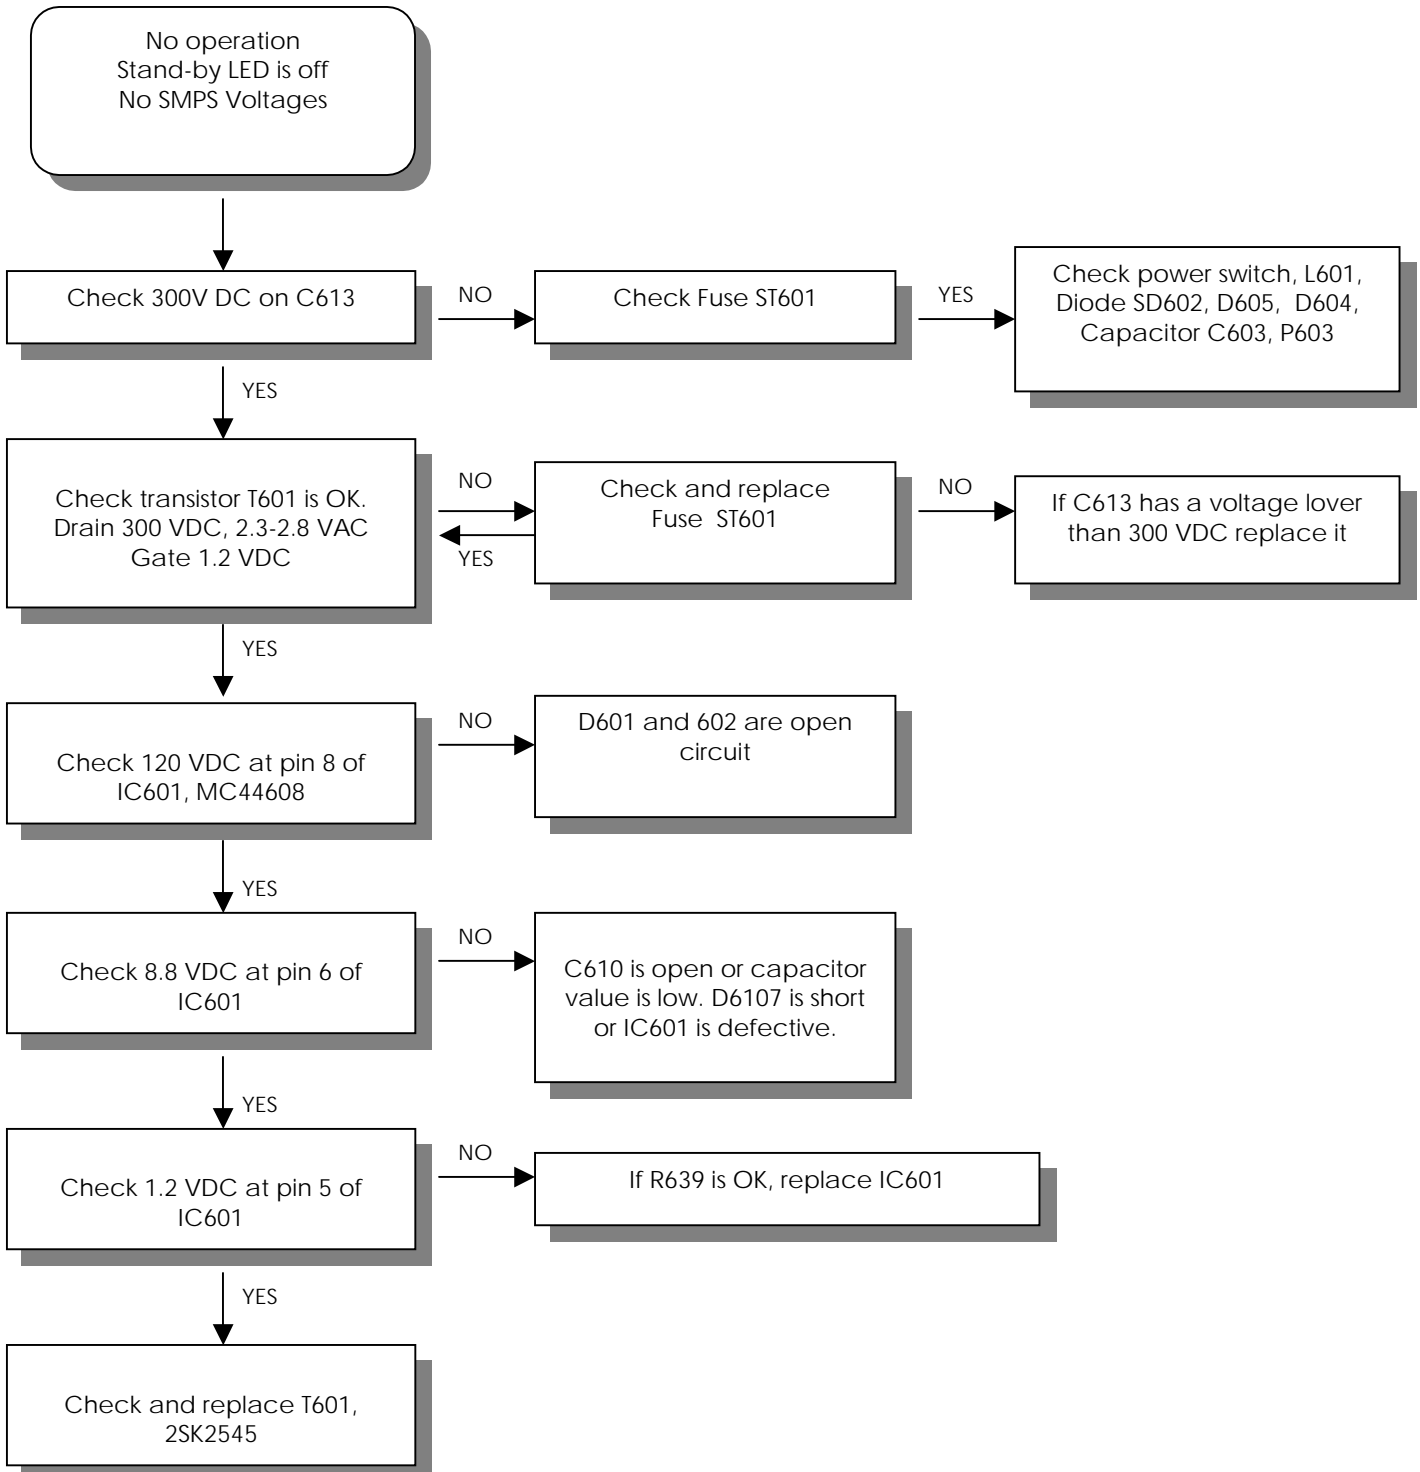 No operation
Stand-by LED is off
No SMPS Voltages
Check 300V DC on C613
NO
Check Fuse ST601
YES
Check power switch, L601,
Diode SD602, D605, D604,
Capacitor C603, P603
YES
Check transistor T601 is OK.
Drain 300 VDC, 2.3-2.8 VAC
Gate 1.2 VDC
NO
YES
Check and replace
Fuse ST601
NO
If C613 has a voltage lover
than 300 VDC replace it
YES
Check 120 VDC at pin 8 of
IC601, MC44608
NO
D601 and 602 are open
circuit
YES
Check 8.8 VDC at pin 6 of
IC601
NO
C610 is open or capacitor
value is low. D6107 is short
or IC601 is defective.
YES
Check 1.2 VDC at pin 5 of
IC601
NO
If R639 is OK, replace IC601
YES
Check and replace T601,
2SK2545